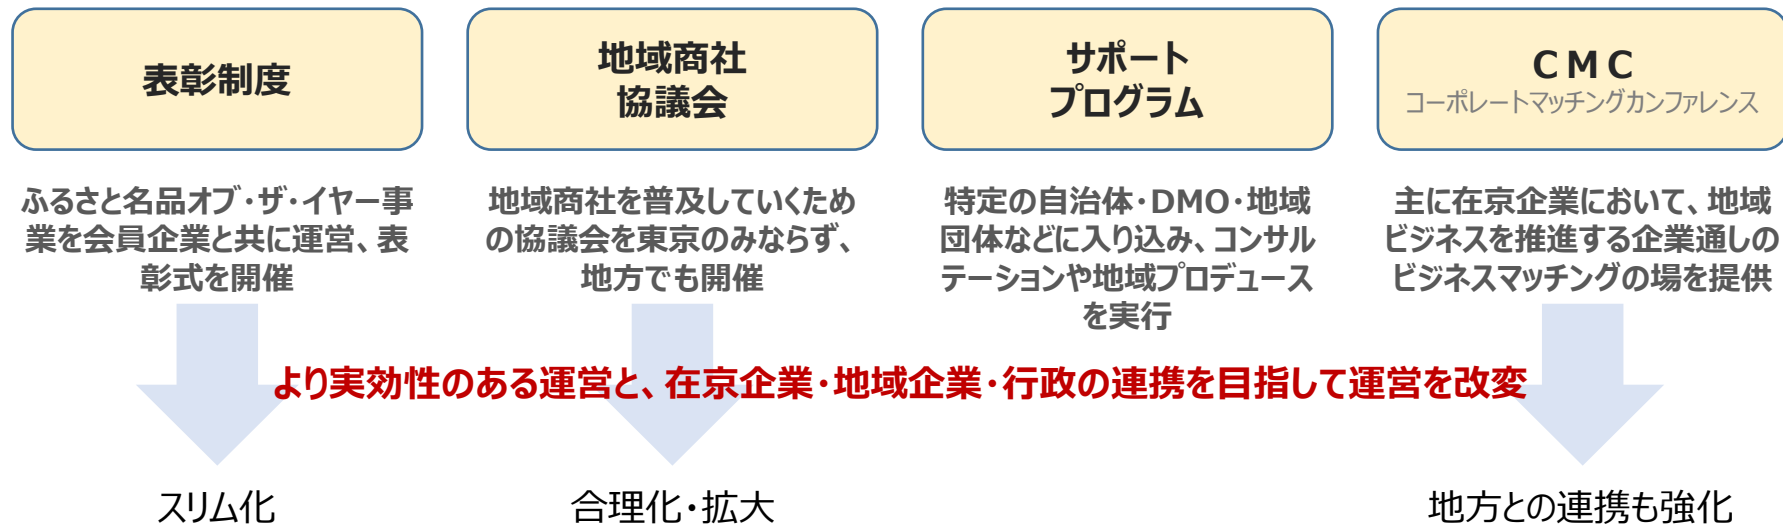 表彰制度
地域商社
協議会
サポート
プログラム
CMC
コーポレートマッチングカンファレンス
ふるさと名品オブ・ザ・イヤー事
業を会員企業と共に運営、表
彰式を開催
地域商社を普及していくため
の協議会を東京のみならず、
地方でも開催
特定の自治体・DMO・地域
団体などに入り込み、コンサル
テーションや地域プロデュース
を実行
主に在京企業において、地域
ビジネスを推進する企業通しの
ビジネスマッチングの場を提供
より実効性のある運営と、在京企業・地域企業・行政の連携を目指して運営を改変
スリム化
合理化・拡大
地方との連携も強化